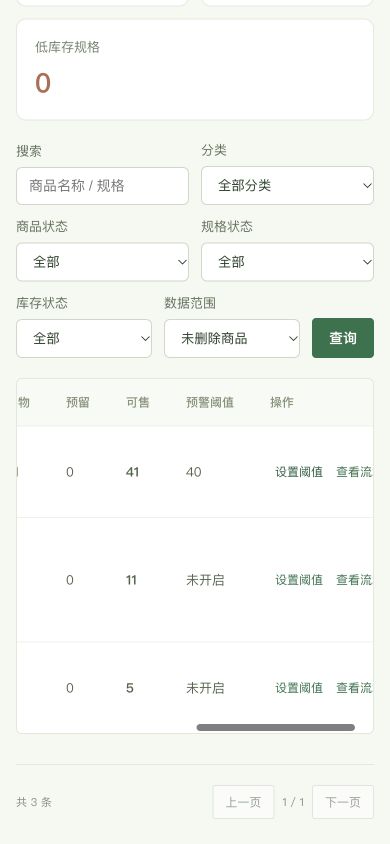 低库存规格
0
搜索 分类
商品名称 / 规格 全部分类
商品状态 规格状态
全部 全部
库存状态 数据范围
全部 未删除商品 查询
物 预留 可售 预警阈值 操作
0 41 40 设置阈值 查看流
0 11 未开启 设置阈值 查看流
0 5 未开启 设置阈值 查看流
共 3 条 上一页 1 / 1 下一页